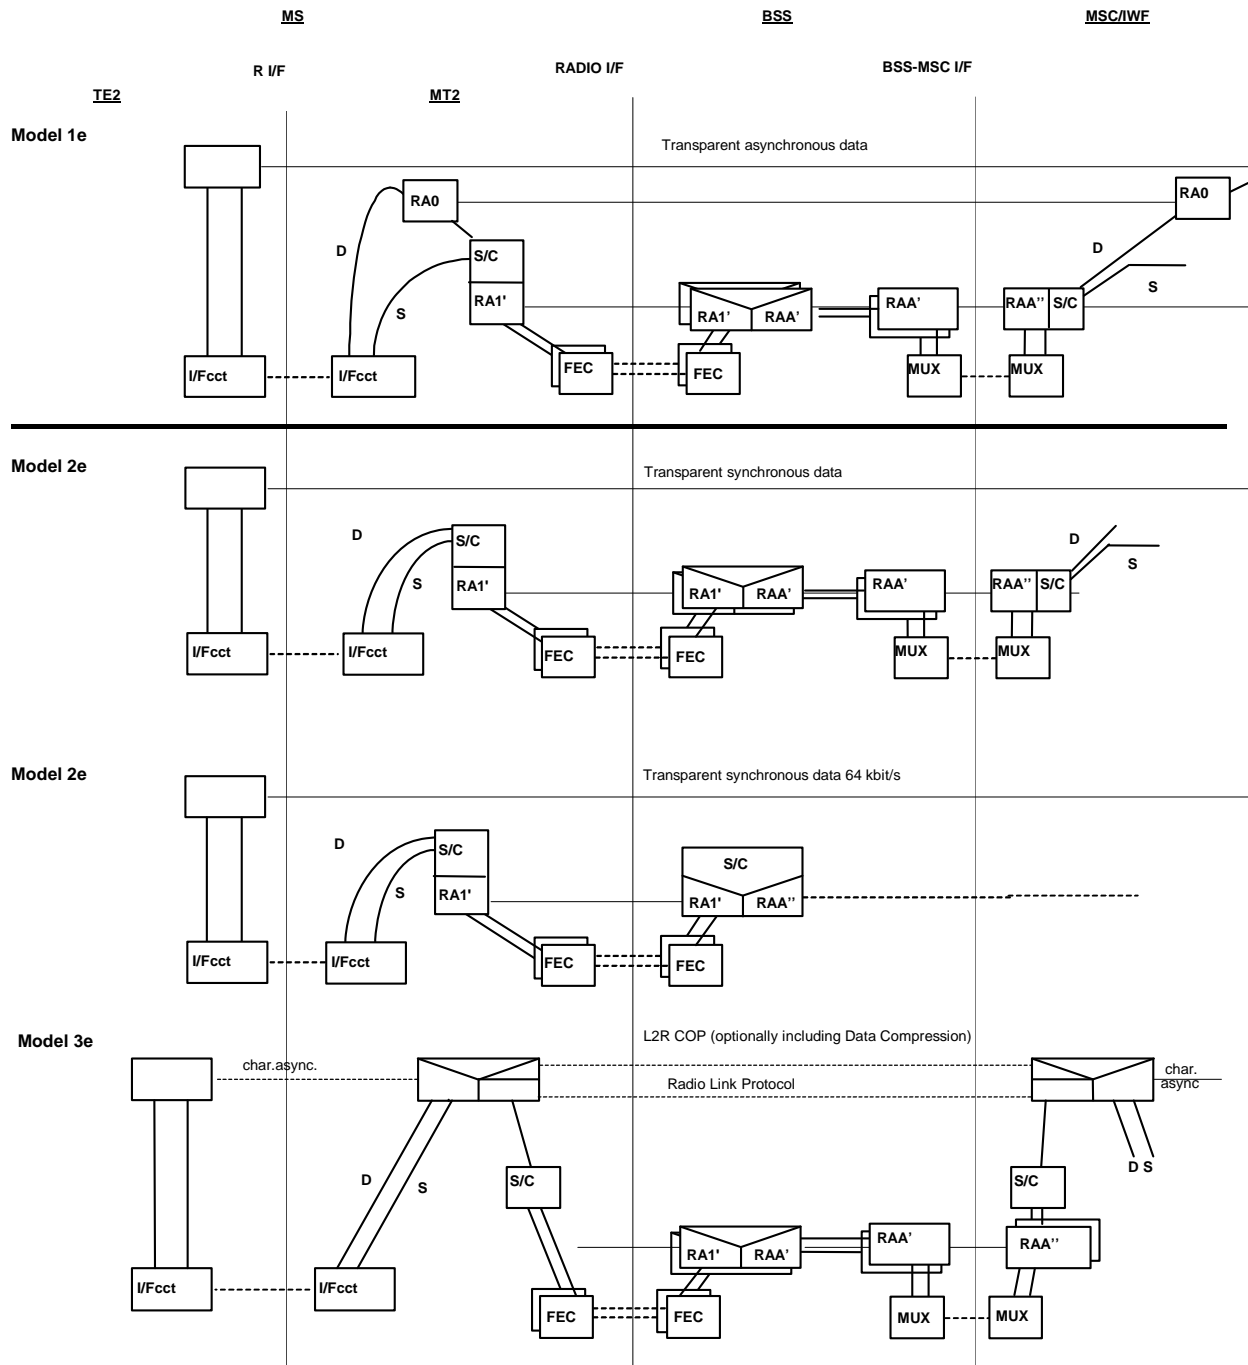 MS BSS MSC/IWF
R I/F RADIO I/F BSS-MSC I/F
TE2 MT2
Model 1e
Transparent asynchronous data
RA0 RA0
D S/C D
S RA1' RA1’ RAA’ RAA’ RAA’’ S/C S
I/Fcct I/Fcct FEC FEC MUX MUX
Model 2e
Transparent synchronous data
D S/C D
S
S RA1' RA1' RAA’ RAA’ RAA’’ S/C
I/Fcct I/Fcct FEC FEC MUX MUX
Model 2e
Transparent synchronous data 64 kbit/s
D S/C S/C
S RA1' RA1' RAA’’
I/Fcct I/Fcct FEC FEC
Model 3e
L2R COP (optionally including Data Compression)
char.async. char.
async
Radio Link Protocol
D S
D S S/C S/C
RA1' RAA’ RAA’ RAA’’
I/Fcct I/Fcct FEC FEC MUX MUX